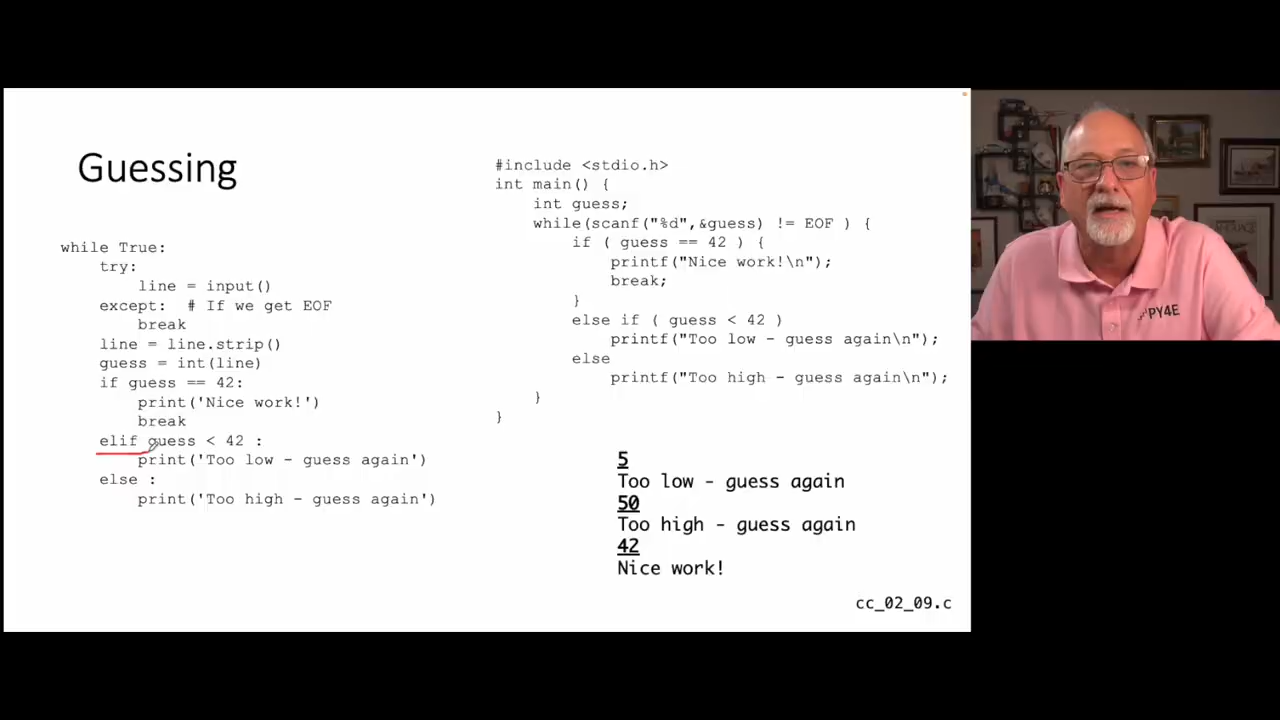 Guessing
while True:
try:
line = input()
except:  # If we get EOF
break
line = line.strip()
guess = int(line)
if guess == 42:
print('Nice work!')
break
elif guess < 42 :
print('Too low - guess again')
else :
print('Too high - guess again')
#include <stdio.h>
int main() {
int guess;
while(scanf("%d",&guess) != EOF ) {
if ( guess == 42 ) {
printf("Nice work!\n");
break;
}
else if ( guess < 42 )
printf("Too low - guess again\n");
else
printf("Too high - guess again\n");
}
}
5
Too low - guess again
50
Too high - guess again
42
Nice work!
cc_02_09.c
PY4E